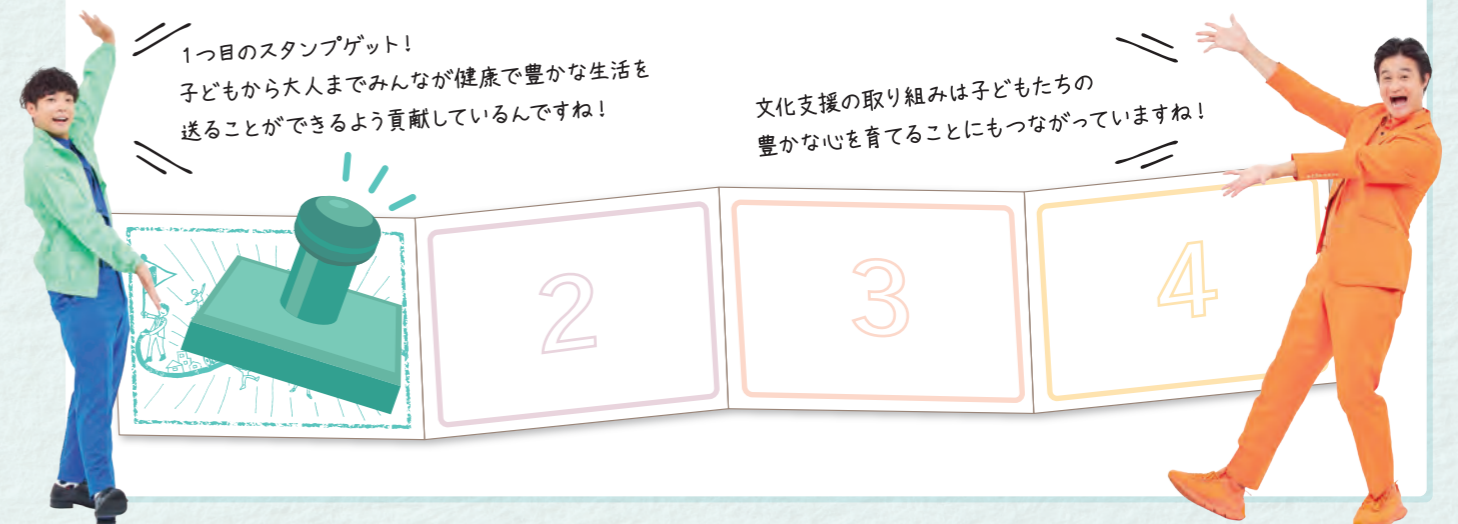 1つ目のスタンプゲット!
子どもから大人までみんなが健康で豊かな生活を
送ることができるよう貢献しているんですね!
文化支援の取り組みは子どもたちの
豊かな心を育てることにもつながっていますね!
2
3
4